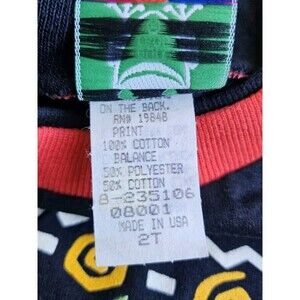 ON THE BACK.
RN# 19848
PRINT
100% COTTON
BALANCE
50% POLYESTER
50% COTTON
8-235106
08001
MADE IN USA
2T